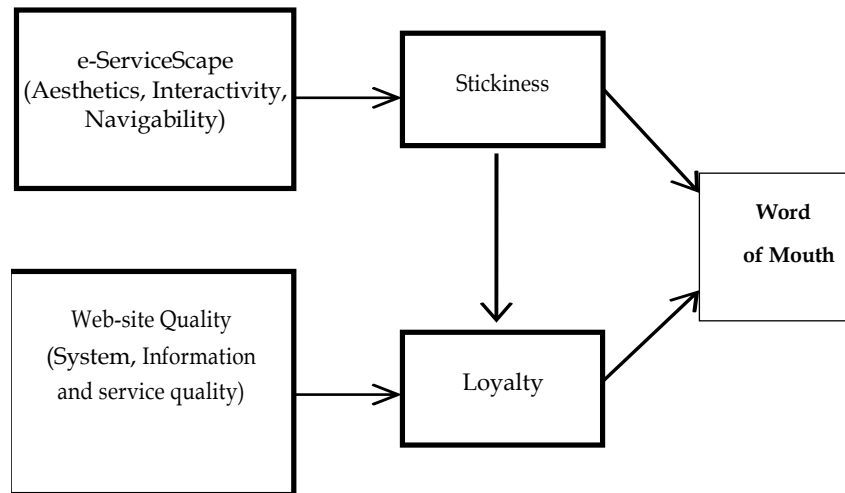 e-ServiceScape
(Aesthetics, Interactivity,
Navigability)
Stickiness
Word
of Mouth
Web-site Quality
(System, Information
and service quality)
Loyalty